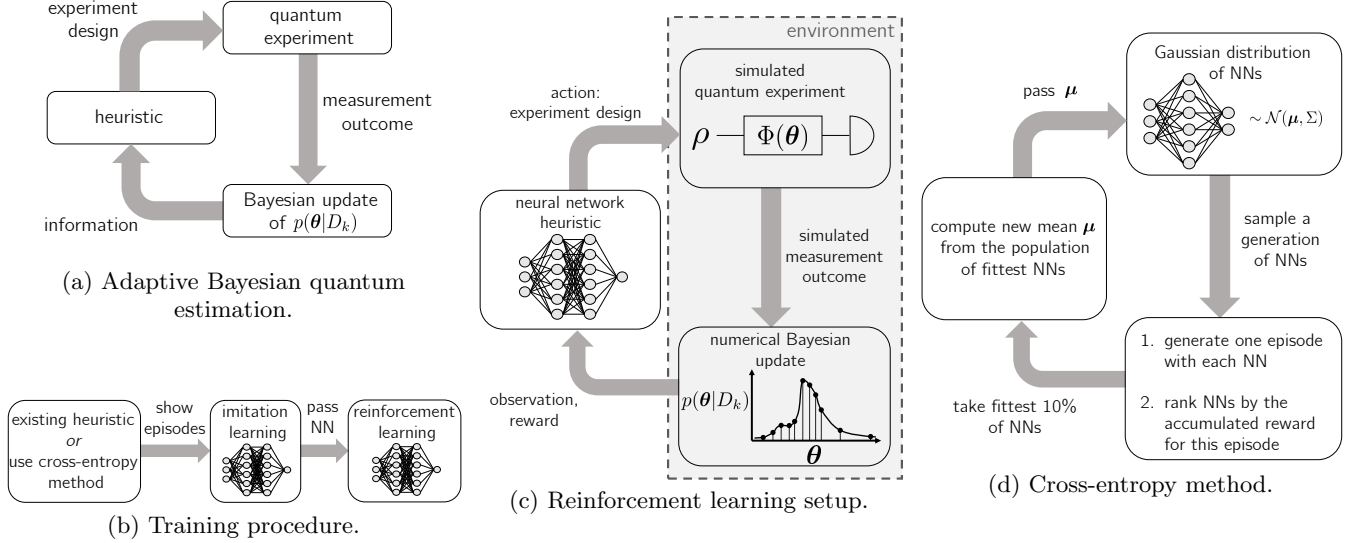 experiment
design
quantum
experiment
heuristic
measurement
outcome
Bayesian update
of p(θ|D_k)
information
(a) Adaptive Bayesian quantum
estimation.
existing heuristic
or
use cross-entropy
method
show
episodes
imitation
learning
pass
NN
reinforcement
learning
(b) Training procedure.
environment
simulated
quantum experiment
ρ
Φ(θ)
action:
experiment design
neural network
heuristic
simulated
measurement
outcome
numerical Bayesian
update
p(θ|D_k)
θ
observation,
reward
(c) Reinforcement learning setup.
Gaussian distribution
of NNs
∼ 𝒩(μ, Σ)
pass μ
compute new mean μ
from the population
of fittest NNs
sample a
generation
of NNs
1. generate one episode
with each NN
2. rank NNs by the
accumulated reward
for this episode
take fittest 10%
of NNs
(d) Cross-entropy method.